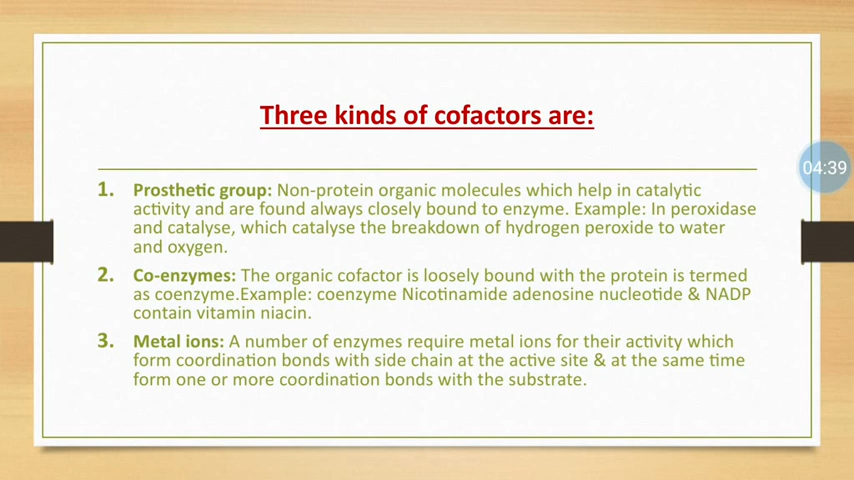 Three kinds of cofactors are:
04:39
1. Prosthetic group: Non-protein organic molecules which help in catalytic
activity and are found always closely bound to enzyme. Example: In peroxidase
and catalyse, which catalyse the breakdown of hydrogen peroxide to water
and oxygen.
2. Co-enzymes: The organic cofactor is loosely bound with the protein is termed
as coenzyme.Example: coenzyme Nicotinamide adenosine nucleotide & NADP
contain vitamin niacin.
3. Metal ions: A number of enzymes require metal ions for their activity which
form coordination bonds with side chain at the active site & at the same time
form one or more coordination bonds with the substrate.